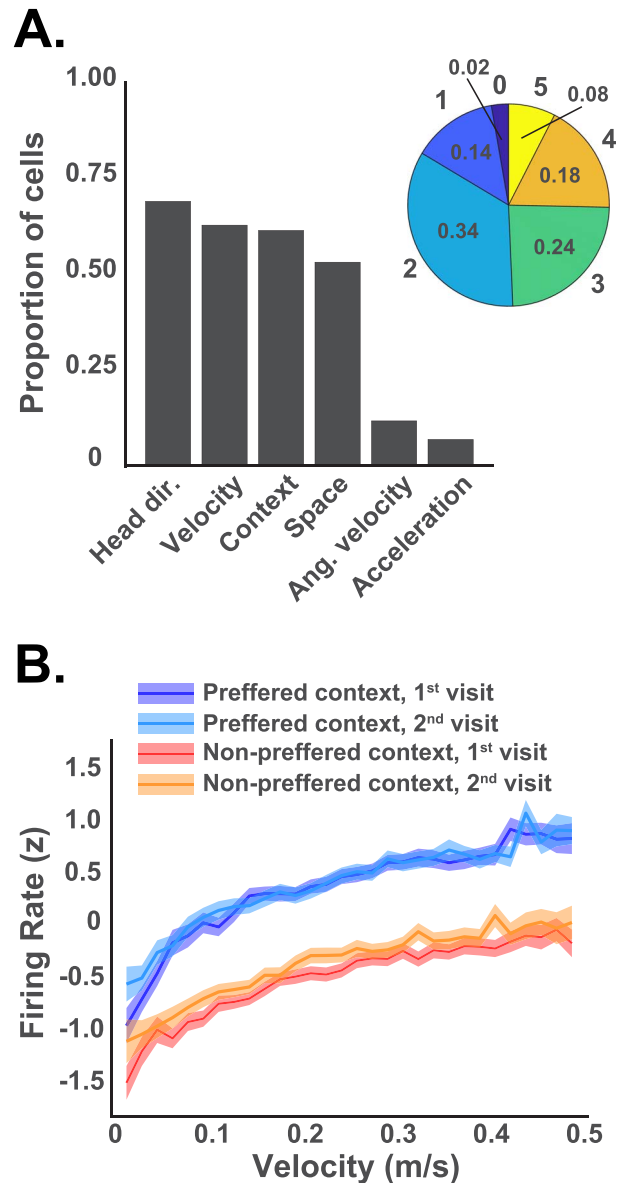 A.
Proportion of cells
1.00
0.75
0.50
0.25
0
Head dir.
Velocity
Context
Space
Ang. velocity
Acceleration
0.02
0
5
0.08
1
4
0.14
0.18
0.34
0.24
2
3
B.
Preffered context, 1st visit
Preffered context, 2nd visit
Non-preffered context, 1st visit
Non-preffered context, 2nd visit
Firing Rate (z)
1.5
1.0
0.5
0
-0.5
-1.0
-1.5
0 0.1 0.2 0.3 0.4 0.5
Velocity (m/s)